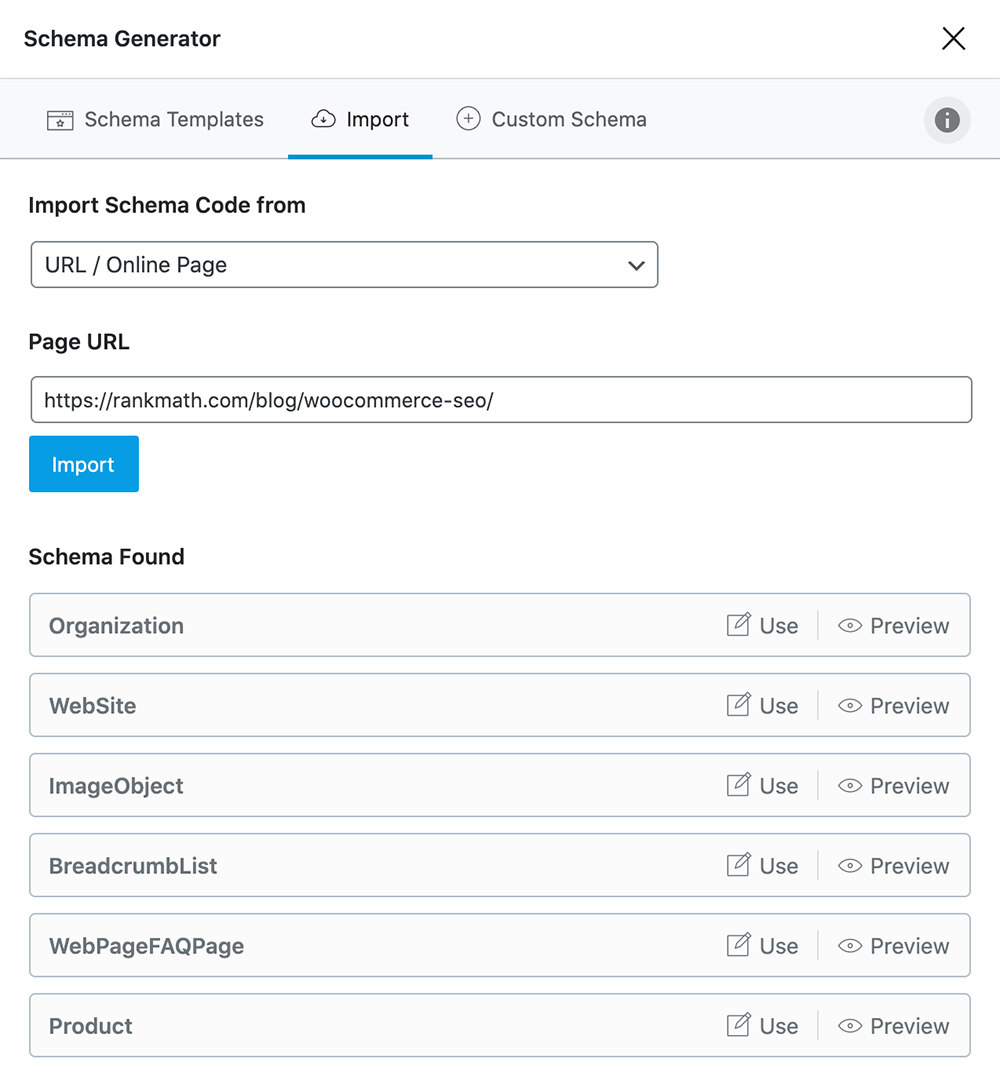 Schema Generator
Schema Templates Import Custom Schema
Import Schema Code from
URL / Online Page
Page URL
https://rankmath.com/blog/woocommerce-seo/
Import
Schema Found
Organization Use Preview
WebSite Use Preview
ImageObject Use Preview
BreadcrumbList Use Preview
WebPageFAQPage Use Preview
Product Use Preview